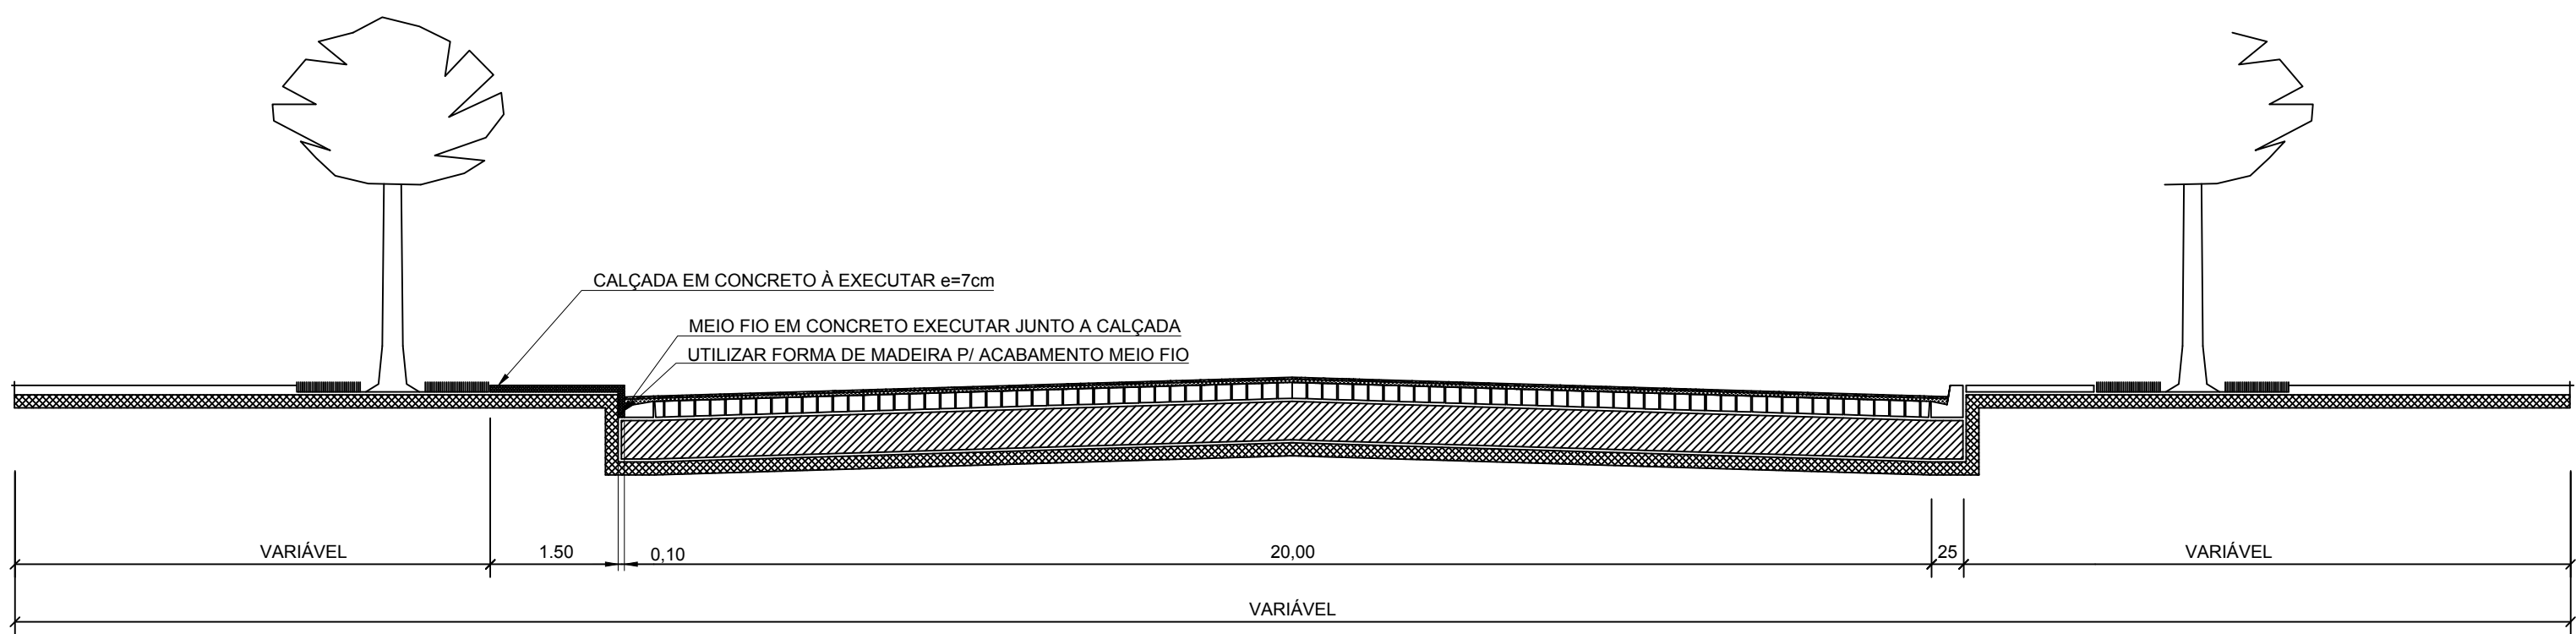 CALÇADA EM CONCRETO À EXECUTAR e=7cm
MEIO FIO EM CONCRETO EXECUTAR JUNTO A CALÇADA
UTILIZAR FORMA DE MADEIRA P/ ACABAMENTO MEIO FIO
VARIÁVEL
1.50
0,10
20,00
25
VARIÁVEL
VARIÁVEL